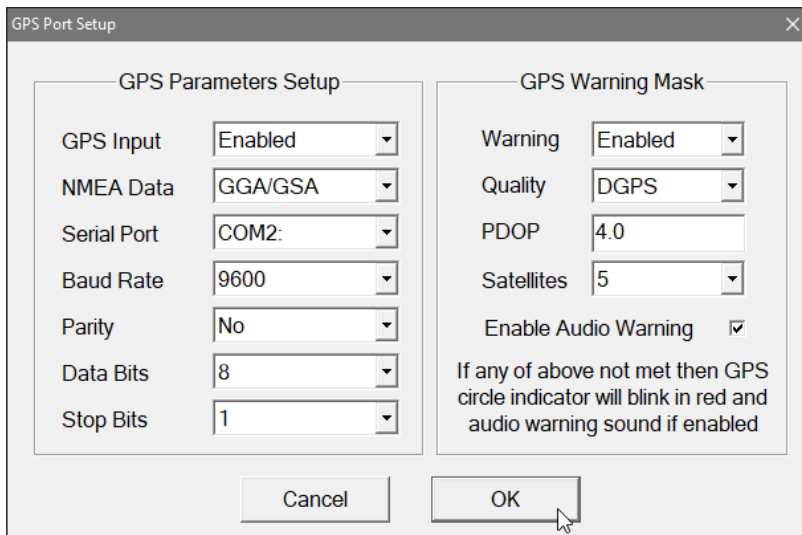 GPS Port Setup
GPS Parameters Setup
GPS Input Enabled
NMEA Data GGA/GSA
Serial Port COM2:
Baud Rate 9600
Parity No
Data Bits 8
Stop Bits 1
GPS Warning Mask
Warning Enabled
Quality DGPS
PDOP 4.0
Satellites 5
Enable Audio Warning
If any of above not met then GPS
circle indicator will blink in red and
audio warning sound if enabled
Cancel OK